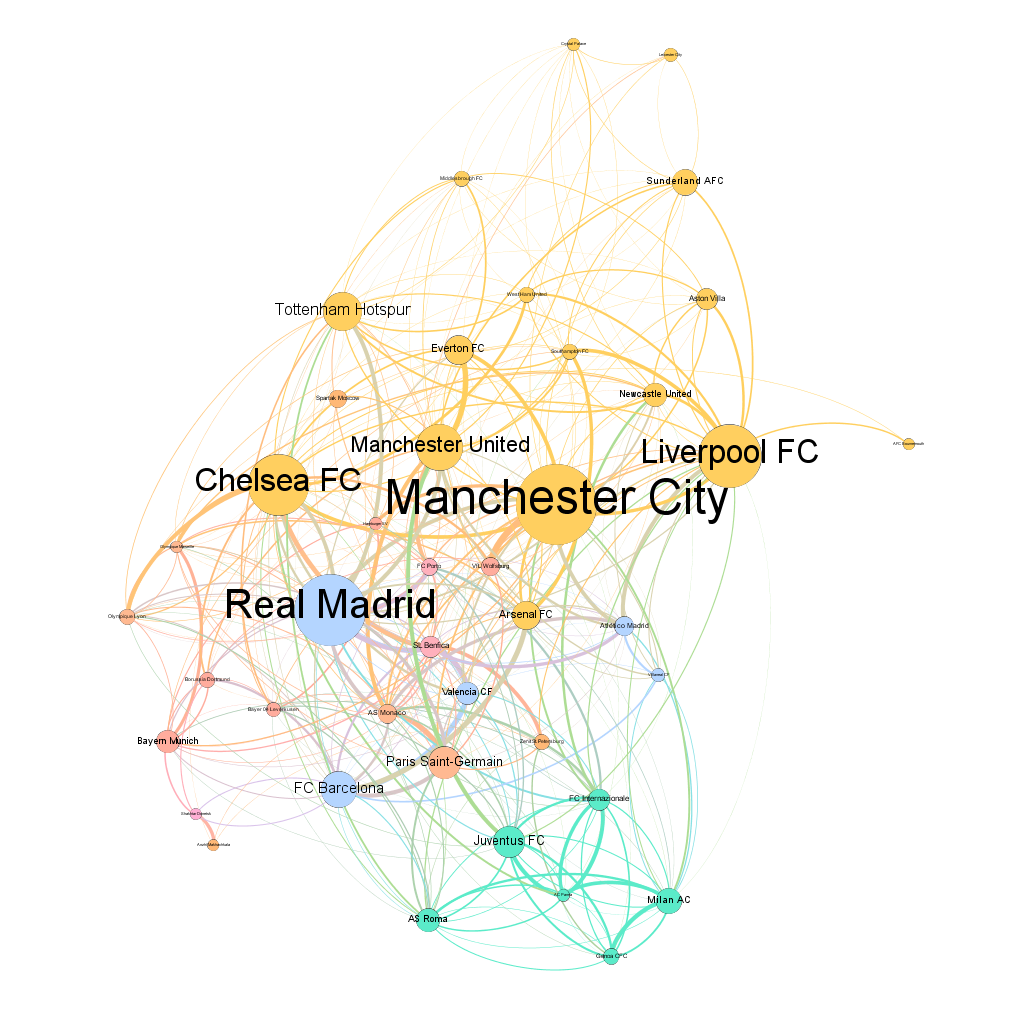 Crystal Palace
Leicester City
Middlesbrough FC
Sunderland AFC
West Ham United
Aston Villa
Tottenham Hotspur
Everton FC
Southampton FC
Spartak Moscow
Newcastle United
Manchester United
AFC Bournemouth
Liverpool FC
Chelsea FC
Manchester City
Hamburger SV
Olympique Marseille
FC Porto
VfL Wolfsburg
Real Madrid
Olympique Lyon
Arsenal FC
Atlético Madrid
SL Benfica
Villarreal CF
Borussia Dortmund
Valencia CF
Bayer 04 Leverkusen
AS Monaco
Bayern Munich
Zenit St. Petersburg
Paris Saint-Germain
FC Barcelona
FC Internazionale
Shakhtar Donetsk
Juventus FC
Anzhi Makhachkala
AC Parma
Milan AC
AS Roma
Genoa CFC